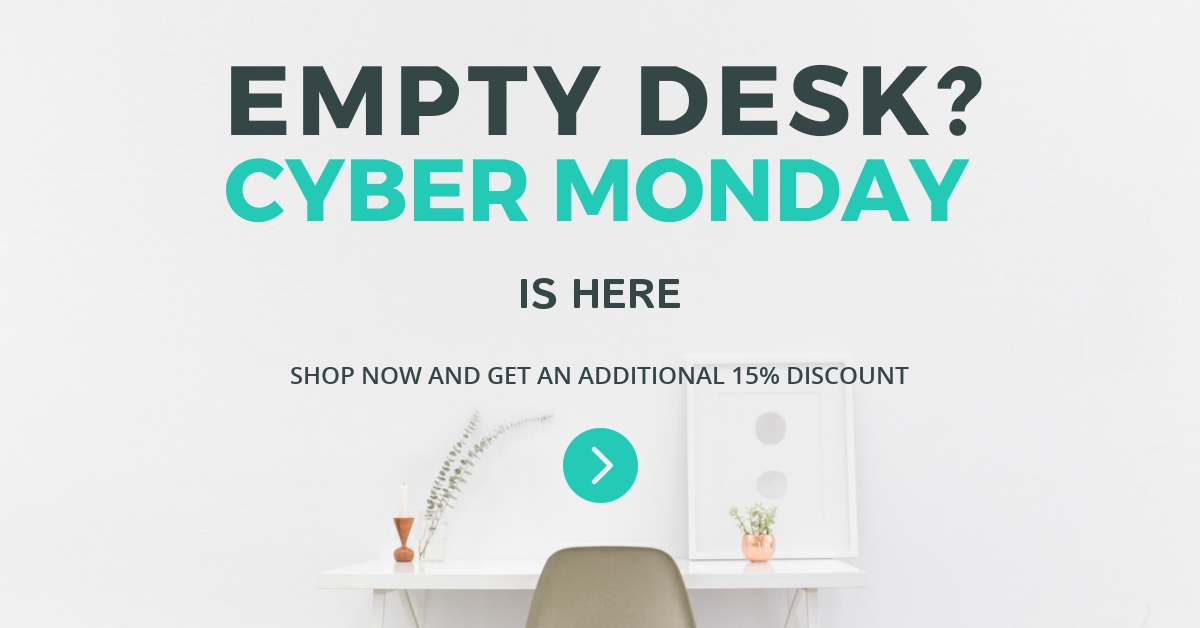 EMPTY DESK?
CYBER MONDAY
IS HERE
SHOP NOW AND GET AN ADDITIONAL 15% DISCOUNT